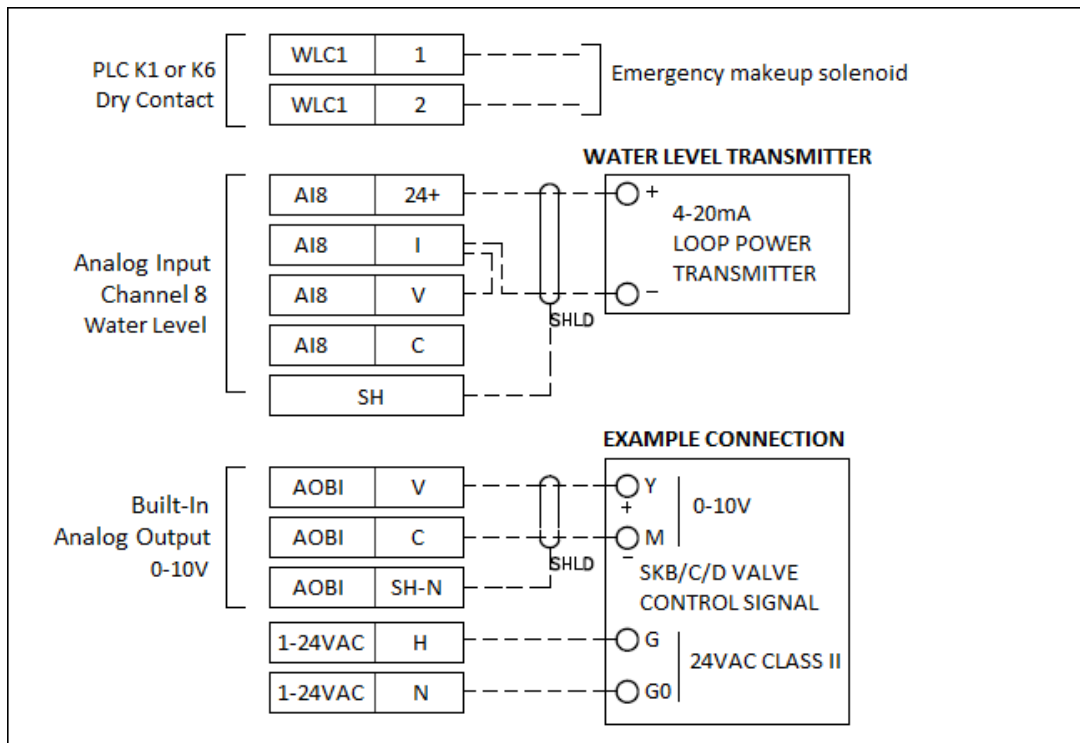 PLC K1 or K6
Dry Contact
WLC1 1
WLC1 2
Emergency makeup solenoid
WATER LEVEL TRANSMITTER
Analog Input
Channel 8
Water Level
AI8 24+
AI8 I
AI8 V
AI8 C
SH
SHLD
+
4-20mA
LOOP POWER
TRANSMITTER
−
EXAMPLE CONNECTION
Built-In
Analog Output
0-10V
AOBI V
AOBI C
AOBI SH-N
1-24VAC H
1-24VAC N
SHLD
Y
+
M
−
0-10V
SKB/C/D VALVE
CONTROL SIGNAL
G
G0
24VAC CLASS II